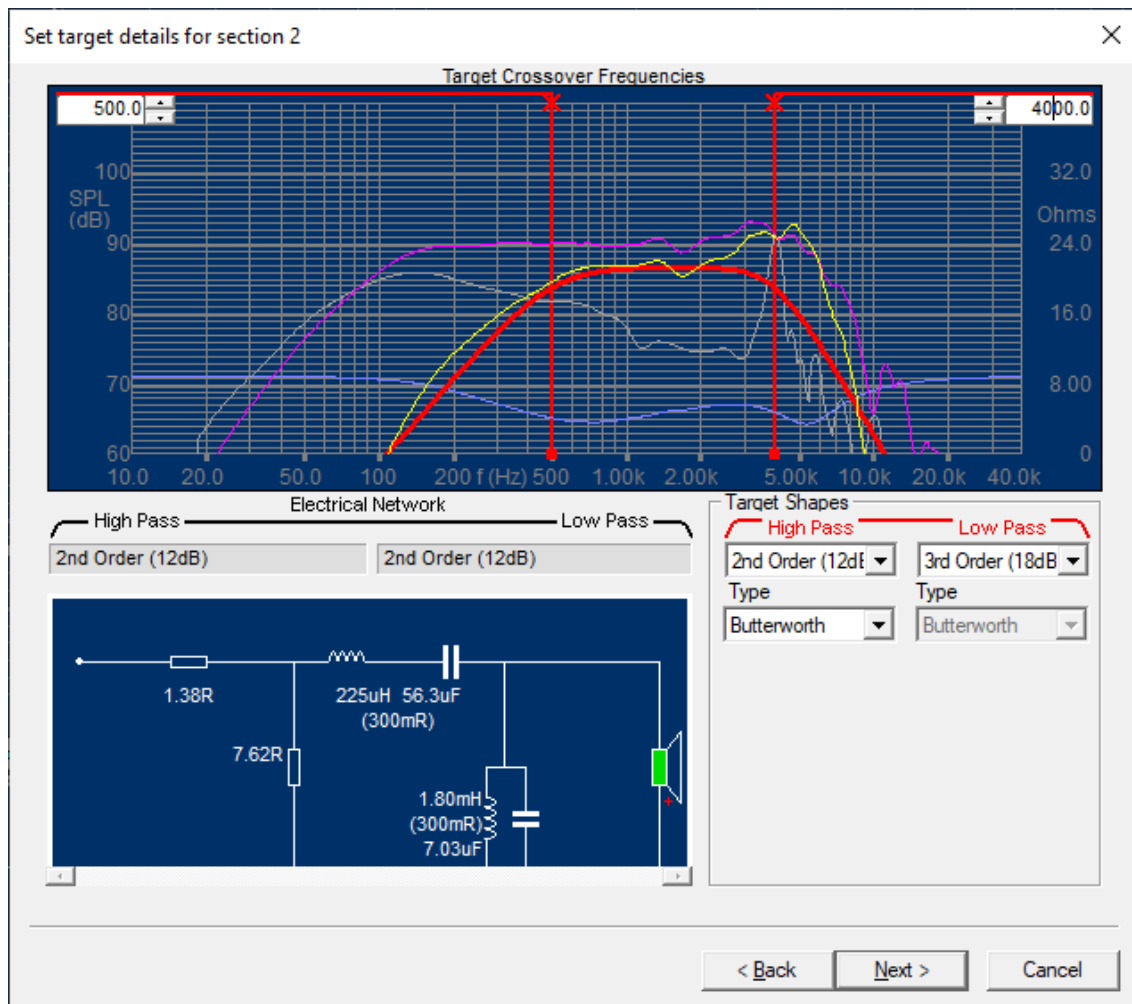 Set target details for section 2
Target Crossover Frequencies
500.0
4000.0
100
32.0
SPL
(dB)
Ohms
90
24.0
80
16.0
70
8.00
60
0
10.0 20.0 50.0 100 200 f (Hz) 500 1.00k 2.00k 5.00k 10.0k 20.0k 40.0k
Electrical Network
High Pass
Low Pass
2nd Order (12dB)
2nd Order (12dB)
1.38R
225uH 56.3uF
(300mR)
7.62R
1.80mH
(300mR)
7.03uF
+
Target Shapes
High Pass
Low Pass
2nd Order (12dE
3rd Order (18dB
Type
Type
Butterworth
Butterworth
< Back
Next >
Cancel